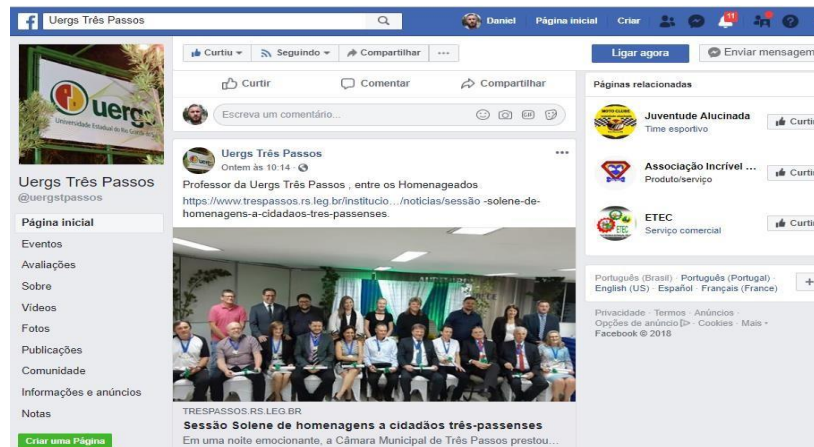 Uergs Três Passos
Daniel
Página inicial
Criar
11
Curtiu
Seguindo
Compartilhar
Ligar agora
Enviar mensagem
Curtir
Comentar
Compartilhar
Escreva um comentário...
GIF
uergs
Universidade Estadual do Rio Grande do Sul
Uergs Três Passos
@uergstpassos
Página inicial
Eventos
Avaliações
Sobre
Vídeos
Fotos
Publicações
Comunidade
Informações e anúncios
Notas
Criar uma Página
Uergs Três Passos
Ontem às 10:14 ·
Professor da Uergs Três Passos , entre os Homenageados
https://www.trespassos.rs.leg.br/institucio…/noticias/sessão -solene-de-
homenagens-a-cidadaos-tres-passenses.
TRESPASSOS.RS.LEG.BR
Sessão Solene de homenagens a cidadãos três-passenses
Em uma noite emocionante, a Câmara Municipal de Três Passos prestou...
Páginas relacionadas
Juventude Alucinada
Time esportivo
Curtir
Associação Incrível ...
Produto/serviço
Curtir
ETEC
Serviço comercial
Curtir
Português (Brasil) · Português (Portugal) ·
English (US) · Español · Français (France)
Privacidade · Termos · Anúncios ·
Opções de anúncio · Cookies · Mais
Facebook © 2018